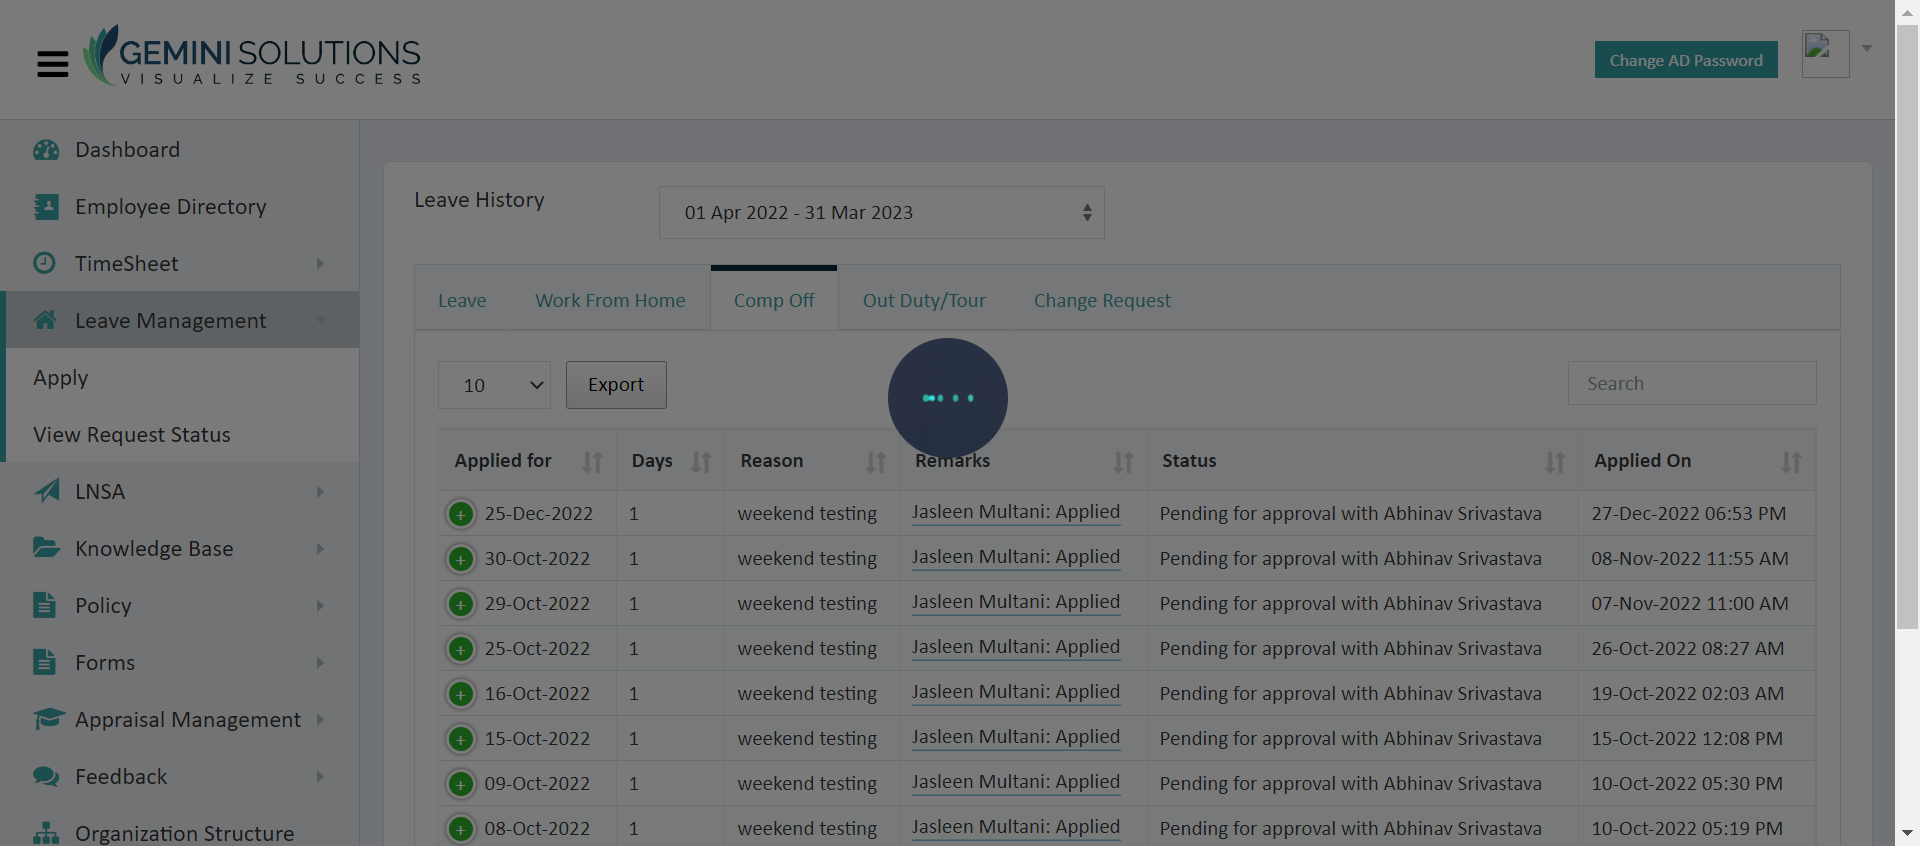 GEMINI SOLUTIONS
VISUALIZE SUCCESS
Change AD Password
Dashboard
Employee Directory
TimeSheet
Leave Management
Apply
View Request Status
LNSA
Knowledge Base
Policy
Forms
Appraisal Management
Feedback
Organization Structure
Leave History
01 Apr 2022 - 31 Mar 2023
Leave Work From Home Comp Off Out Duty/Tour Change Request
10 Export Search
Applied for Days Reason Remarks Status Applied On
25-Dec-2022 1 weekend testing Jasleen Multani: Applied Pending for approval with Abhinav Srivastava 27-Dec-2022 06:53 PM
30-Oct-2022 1 weekend testing Jasleen Multani: Applied Pending for approval with Abhinav Srivastava 08-Nov-2022 11:55 AM
29-Oct-2022 1 weekend testing Jasleen Multani: Applied Pending for approval with Abhinav Srivastava 07-Nov-2022 11:00 AM
25-Oct-2022 1 weekend testing Jasleen Multani: Applied Pending for approval with Abhinav Srivastava 26-Oct-2022 08:27 AM
16-Oct-2022 1 weekend testing Jasleen Multani: Applied Pending for approval with Abhinav Srivastava 19-Oct-2022 02:03 AM
15-Oct-2022 1 weekend testing Jasleen Multani: Applied Pending for approval with Abhinav Srivastava 15-Oct-2022 12:08 PM
09-Oct-2022 1 weekend testing Jasleen Multani: Applied Pending for approval with Abhinav Srivastava 10-Oct-2022 05:30 PM
08-Oct-2022 1 weekend testing Jasleen Multani: Applied Pending for approval with Abhinav Srivastava 10-Oct-2022 05:19 PM